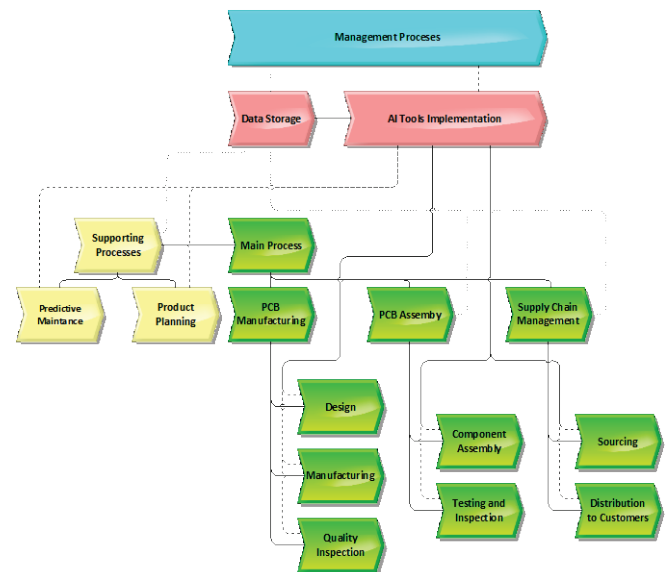 Management Proceses
Data Storage
AI Tools Implementation
Supporting
Processes
Main Process
Predictive
Maintance
Product
Planning
PCB
Manufacturing
PCB Assemby
Supply Chain
Management
Design
Component
Assembly
Sourcing
Manufacturing
Testing and
Inspection
Distribution
to Customers
Quality
Inspection